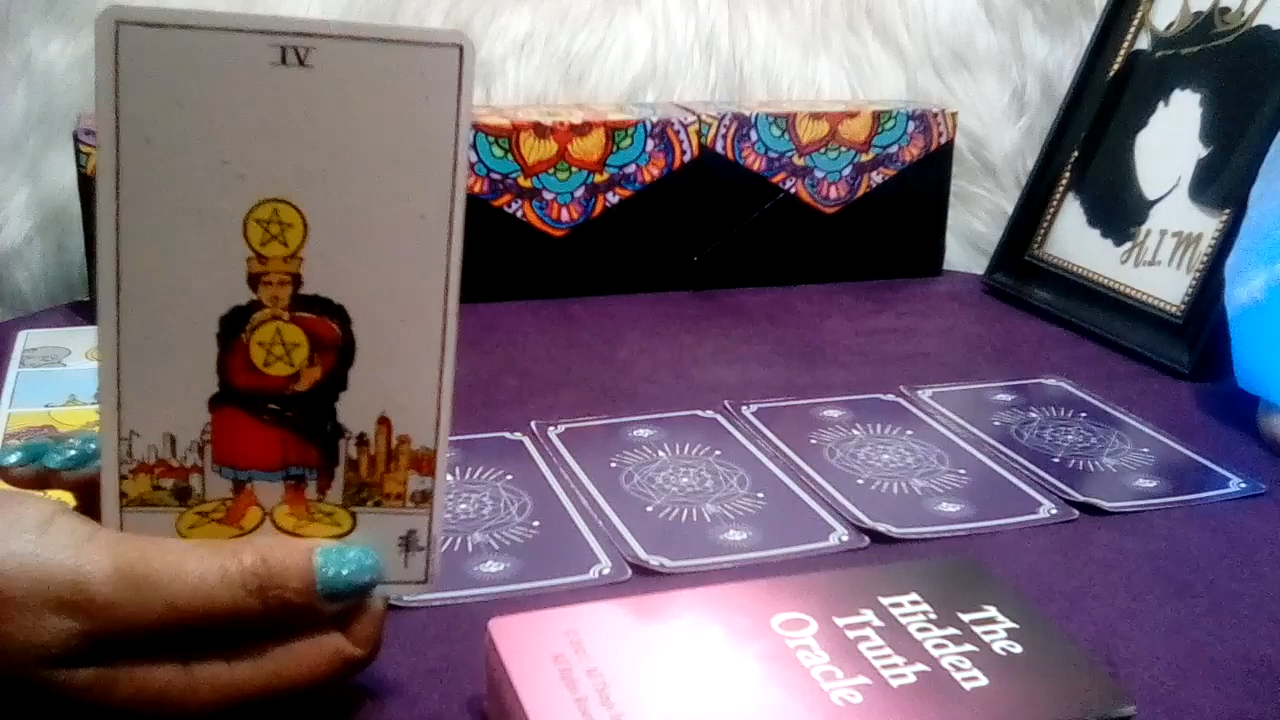 IV
H.I.M
The
Hidden
Truth
Oracle